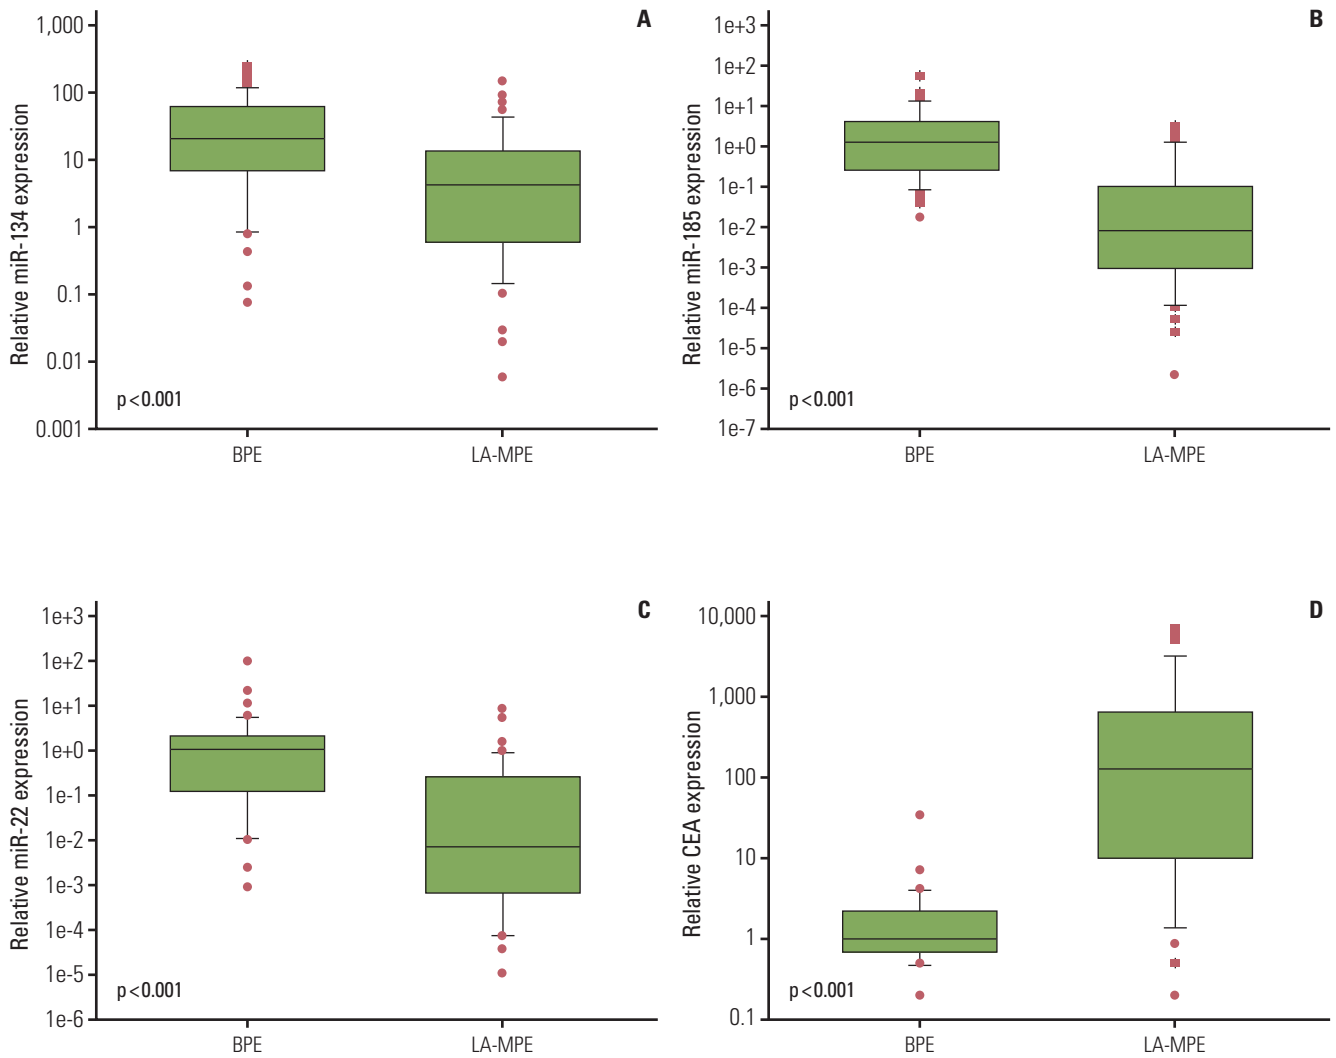 A
Relative miR-134 expression
1,000
100
10
1
0.1
0.01
0.001
p<0.001
BPE
LA-MPE
B
Relative miR-185 expression
1e+3
1e+2
1e+1
1e+0
1e-1
1e-2
1e-3
1e-4
1e-5
1e-6
1e-7
p<0.001
BPE
LA-MPE
C
Relative miR-22 expression
1e+3
1e+2
1e+1
1e+0
1e-1
1e-2
1e-3
1e-4
1e-5
1e-6
p<0.001
BPE
LA-MPE
D
Relative CEA expression
10,000
1,000
100
10
1
0.1
p<0.001
BPE
LA-MPE